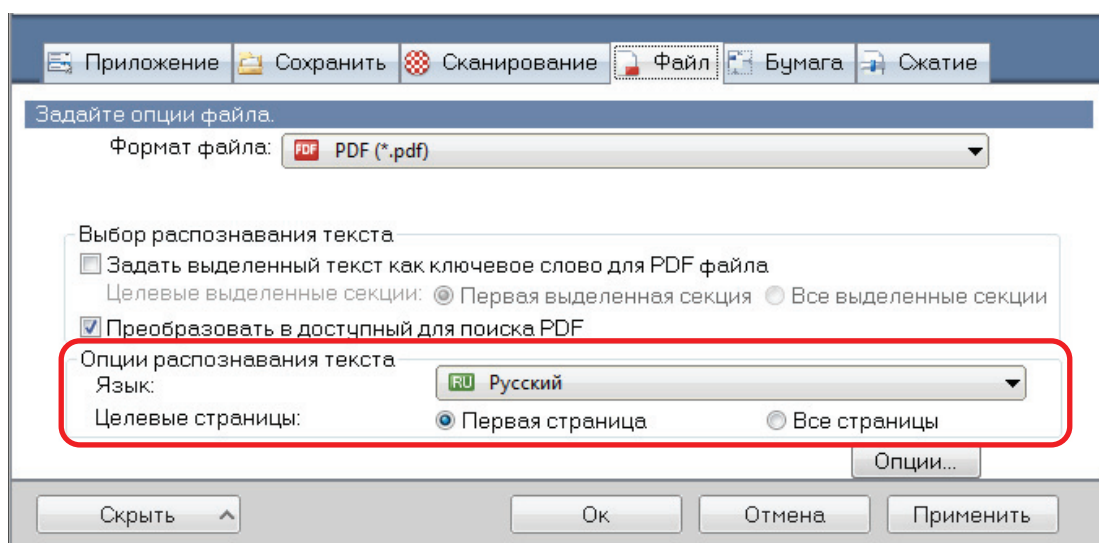 Приложение Сохранить Сканирование Файл Бумага Сжатие
Задайте опции файла.
Формат файла: PDF PDF (*.pdf)
Выбор распознавания текста
Задать выделенный текст как ключевое слово для PDF файла
Целевые выделенные секции: Первая выделенная секция Все выделенные секции
Преобразовать в доступный для поиска PDF
Опции распознавания текста
Язык: RU Русский
Целевые страницы: Первая страница Все страницы
Опции...
Скрыть Ок Отмена Применить